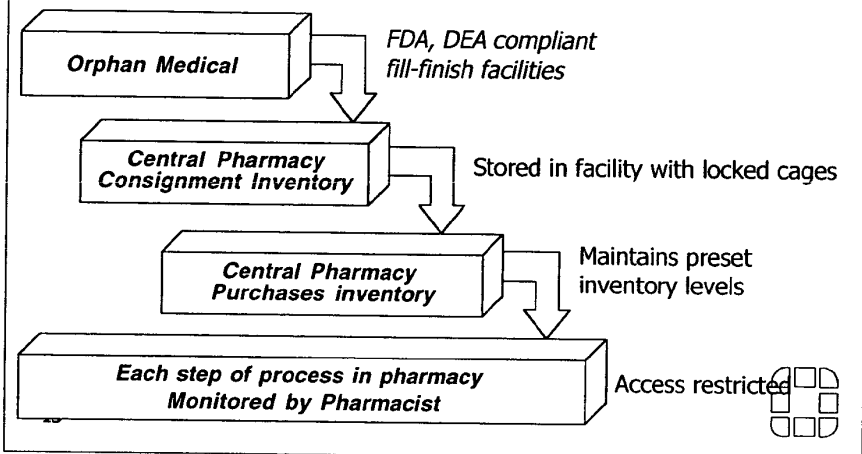 Orphan Medical
FDA, DEA compliant
fill-finish facilities
Central Pharmacy
Consignment Inventory
Stored in facility with locked cages
Central Pharmacy
Purchases inventory
Maintains preset
inventory levels
Each step of process in pharmacy
Monitored by Pharmacist
Access restricted